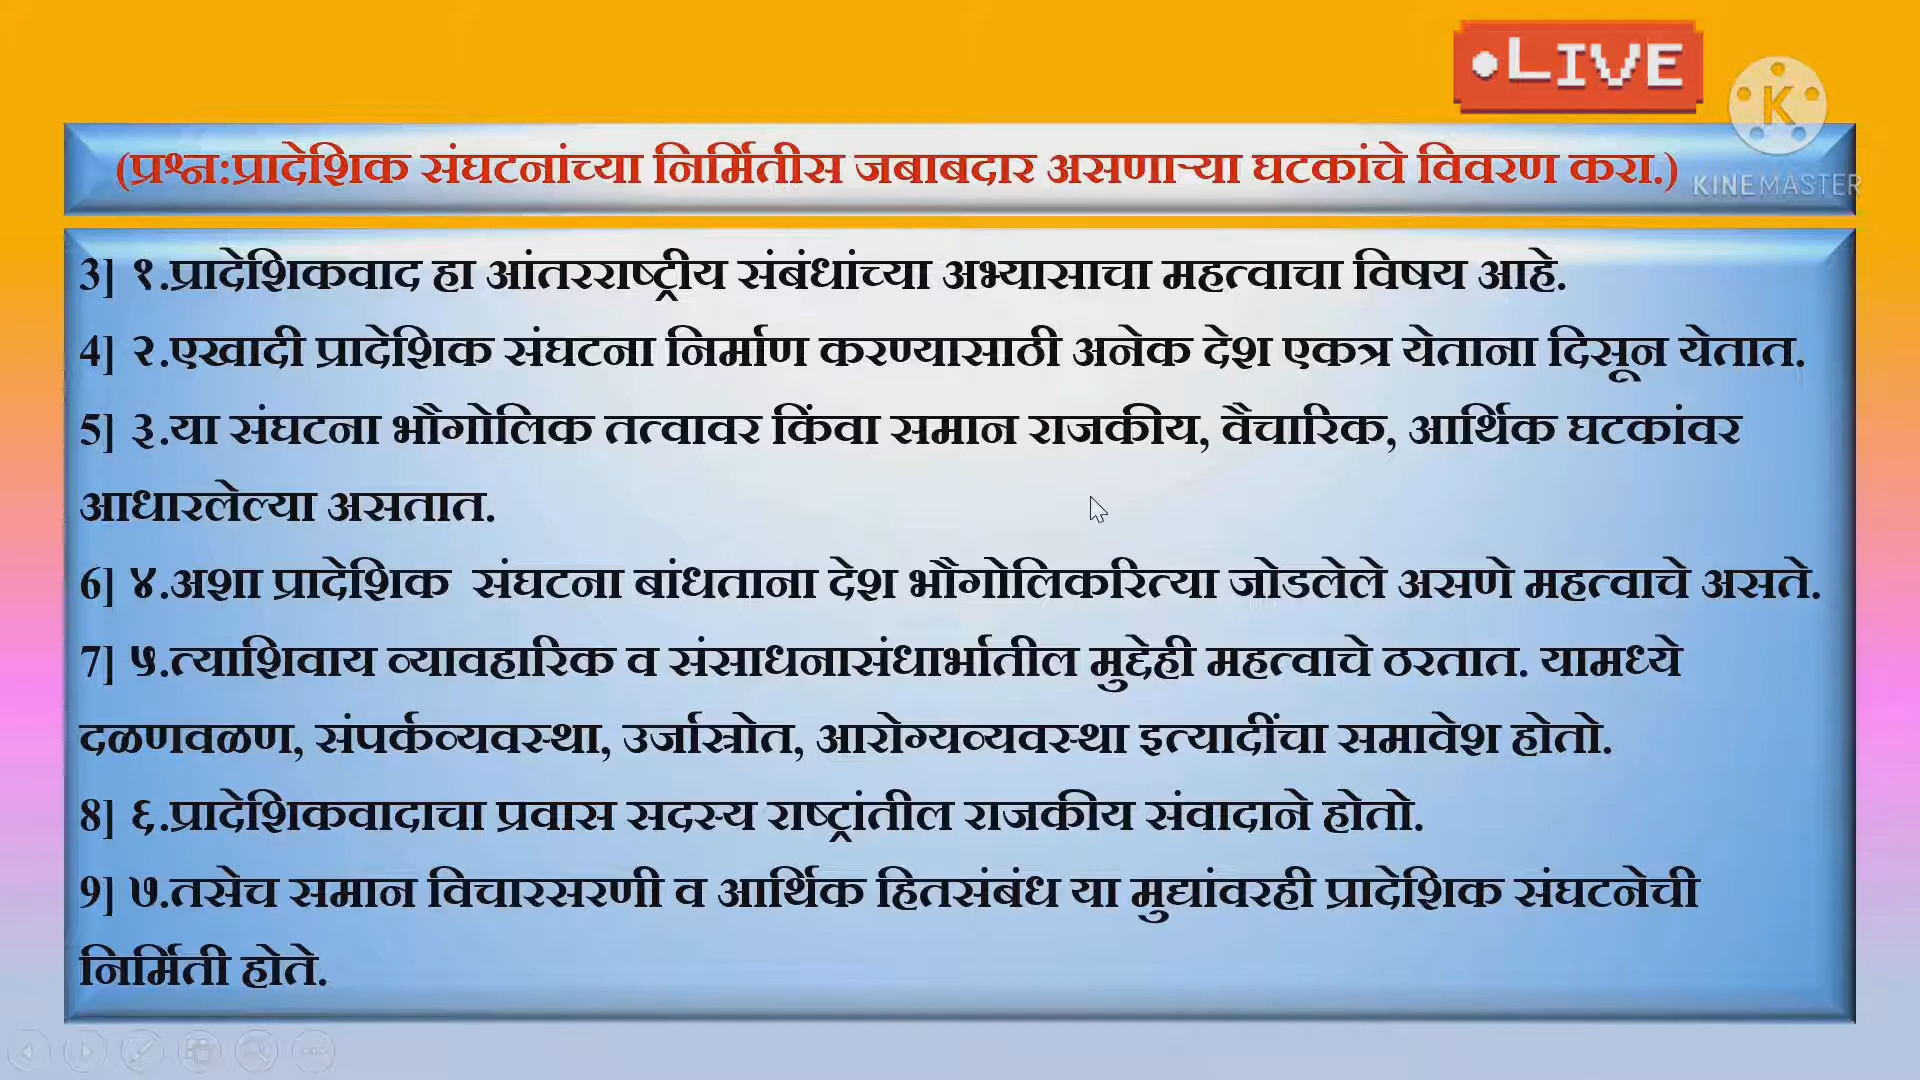 •LIVE
K
KINEMASTER
(प्रश्न:प्रादेशिक संघटनांच्या निर्मितीस जबाबदार असणाऱ्या घटकांचे विवरण करा.)
3] १.प्रादेशिकवाद हा आंतरराष्ट्रीय संबंधांच्या अभ्यासाचा महत्वाचा विषय आहे.
4] २.एखादी प्रादेशिक संघटना निर्माण करण्यासाठी अनेक देश एकत्र येताना दिसून येतात.
5] ३.या संघटना भौगोलिक तत्वावर किंवा समान राजकीय, वैचारिक, आर्थिक घटकांवर
आधारलेल्या असतात.
6] ४.अशा प्रादेशिक संघटना बांधताना देश भौगोलिकरित्या जोडलेले असणे महत्वाचे असते.
7] ५.त्याशिवाय व्यावहारिक व संसाधनासंधार्भातील मुद्देही महत्वाचे ठरतात. यामध्ये
दळणवळण, संपर्कव्यवस्था, उर्जास्रोत, आरोग्यव्यवस्था इत्यादींचा समावेश होतो.
8] ६.प्रादेशिकवादाचा प्रवास सदस्य राष्ट्रांतील राजकीय संवादाने होतो.
9] ७.तसेच समान विचारसरणी व आर्थिक हितसंबंध या मुद्यांवरही प्रादेशिक संघटनेची
निर्मिती होते.